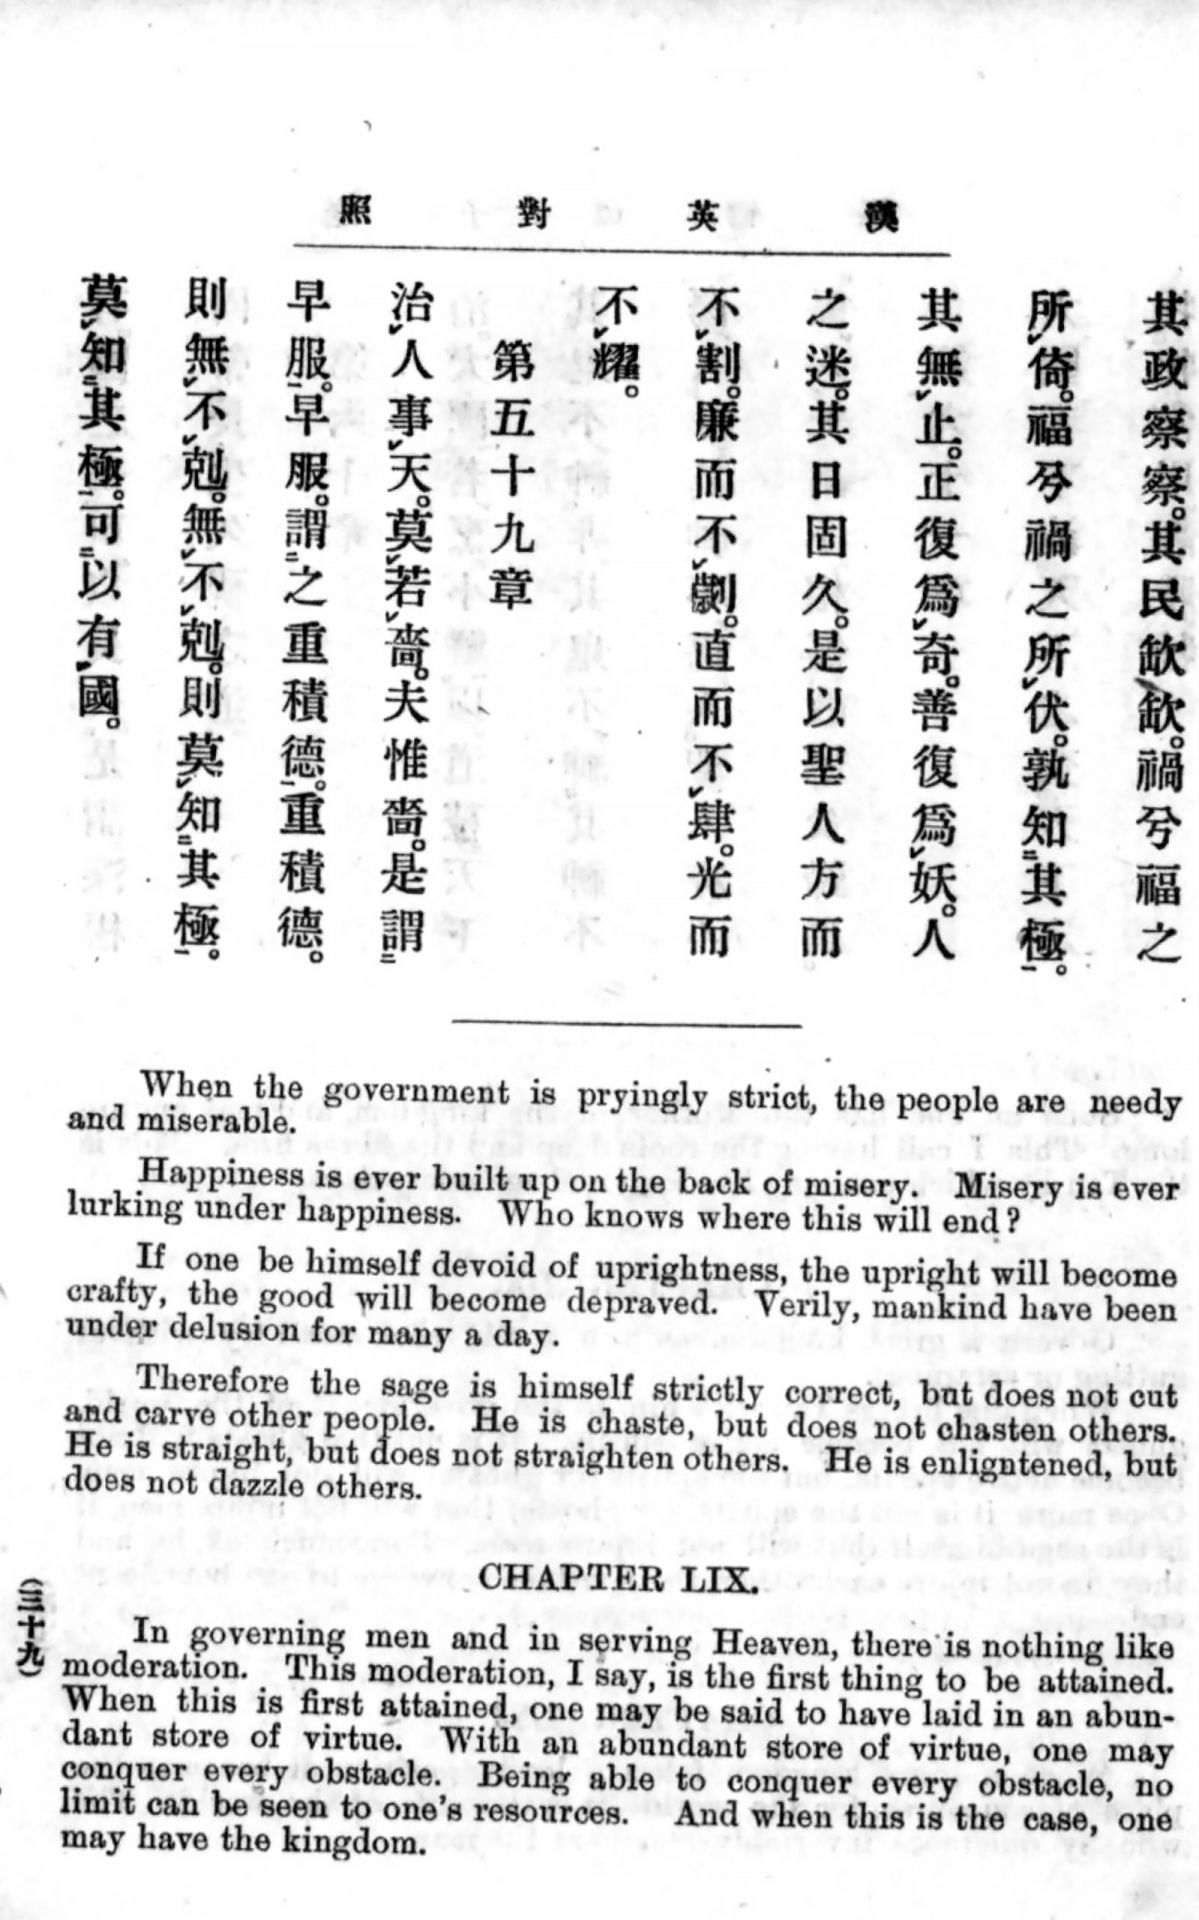 漢英對照
其政察察。其民𡙇𡙇。禍兮福之
所倚。福兮禍之所伏。孰知其極。
其無止。正復爲奇。善復爲妖。人
之迷。其日固久。是以聖人方而
不割。廉而不劌。直而不肆。光而
不耀。
第五十九章
治人事天。莫若嗇。夫惟嗇。是謂
早服。早服。謂之重積德。重積德。
則無不剋。無不剋。則莫知其極。
莫知其極。可以有國。
When the government is pryingly strict, the people are needy
and miserable.
Happiness is ever built up on the back of misery. Misery is ever
lurking under happiness. Who knows where this will end?
If one be himself devoid of uprightness, the upright will become
crafty, the good will become depraved. Verily, mankind have been
under delusion for many a day.
Therefore the sage is himself strictly correct, but does not cut
and carve other people. He is chaste, but does not chasten others.
He is straight, but does not straighten others. He is enligntened, but
does not dazzle others.
CHAPTER LIX.
In governing men and in serving Heaven, there is nothing like
moderation. This moderation, I say, is the first thing to be attained.
When this is first attained, one may be said to have laid in an abun-
dant store of virtue. With an abundant store of virtue, one may
conquer every obstacle. Being able to conquer every obstacle, no
limit can be seen to one's resources. And when this is the case, one
may have the kingdom.
(三十九)